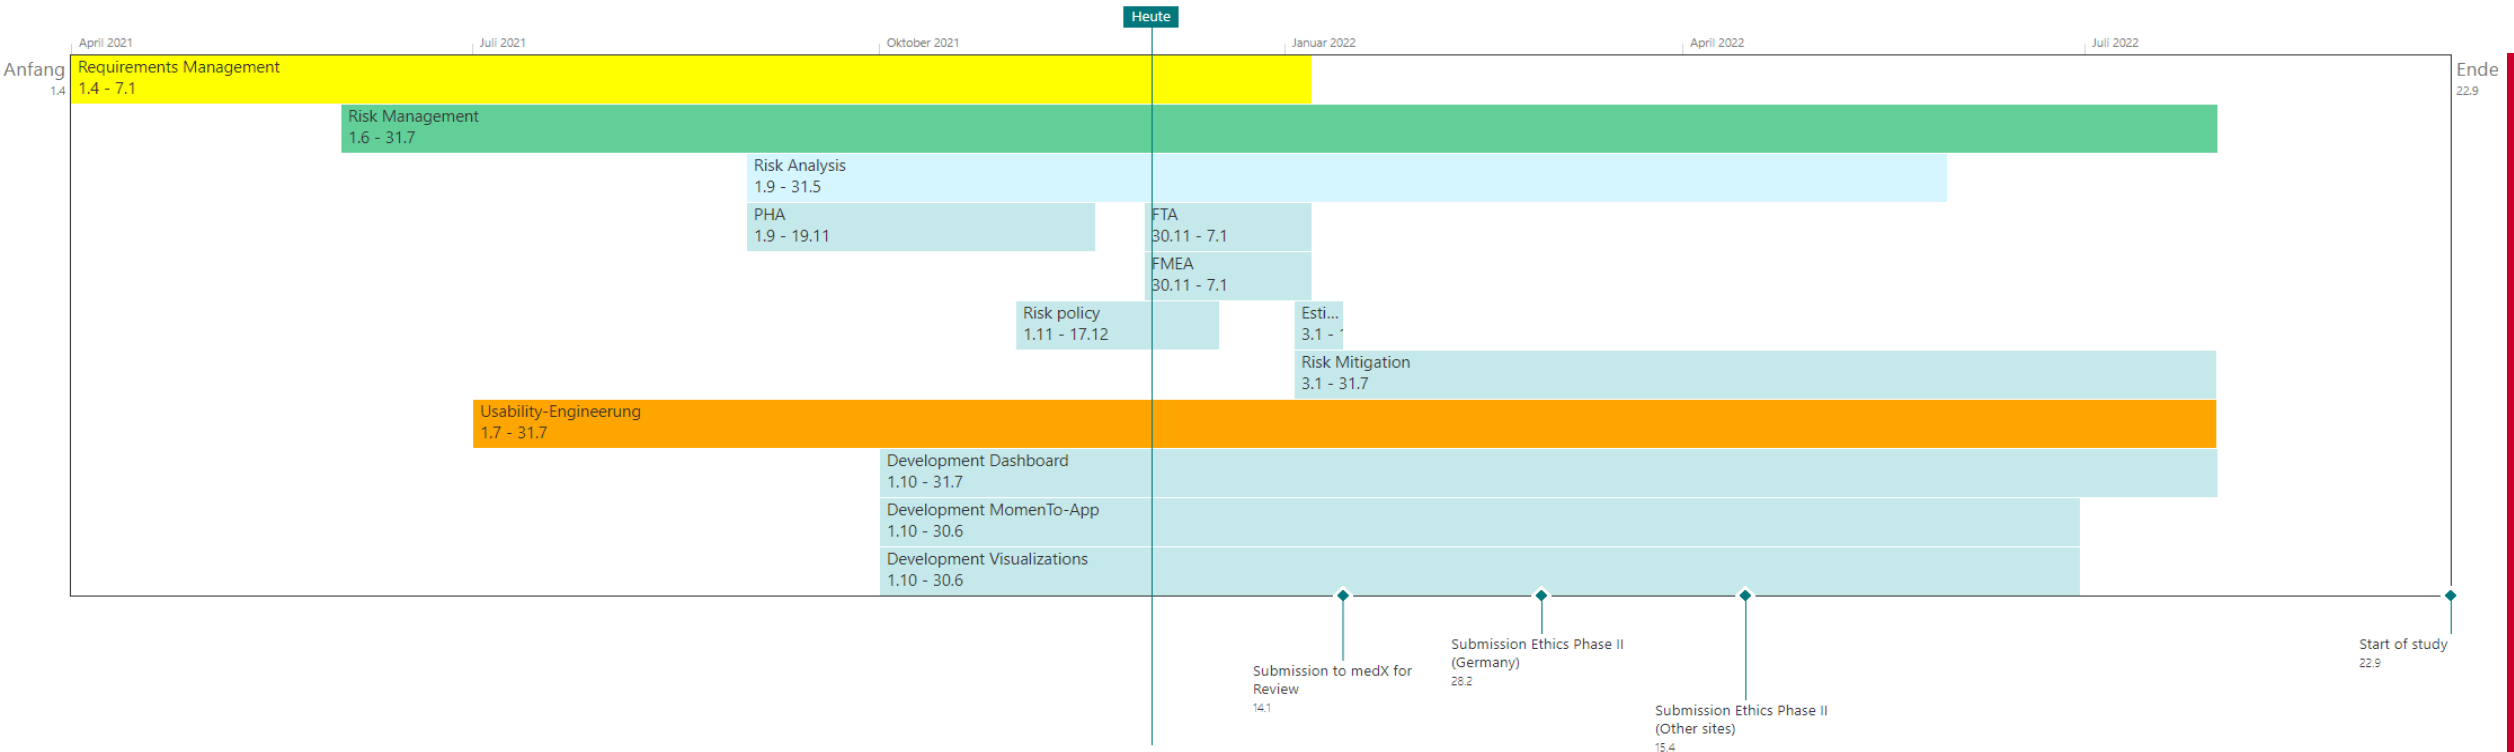 Heute
April 2021
Juli 2021
Oktober 2021
Januar 2022
April 2022
Juli 2022
Anfang
1.4
Ende
22.9
Requirements Management
1.4 - 7.1
Risk Management
1.6 - 31.7
Risk Analysis
1.9 - 31.5
PHA
1.9 - 19.11
FTA
30.11 - 7.1
FMEA
30.11 - 7.1
Risk policy
1.11 - 17.12
Esti...
3.1 -
Risk Mitigation
3.1 - 31.7
Usability-Engineerung
1.7 - 31.7
Development Dashboard
1.10 - 31.7
Development MomenTo-App
1.10 - 30.6
Development Visualizations
1.10 - 30.6
Submission to medX for
Review
14.1
Submission Ethics Phase II
(Germany)
28.2
Submission Ethics Phase II
(Other sites)
15.4
Start of study
22.9